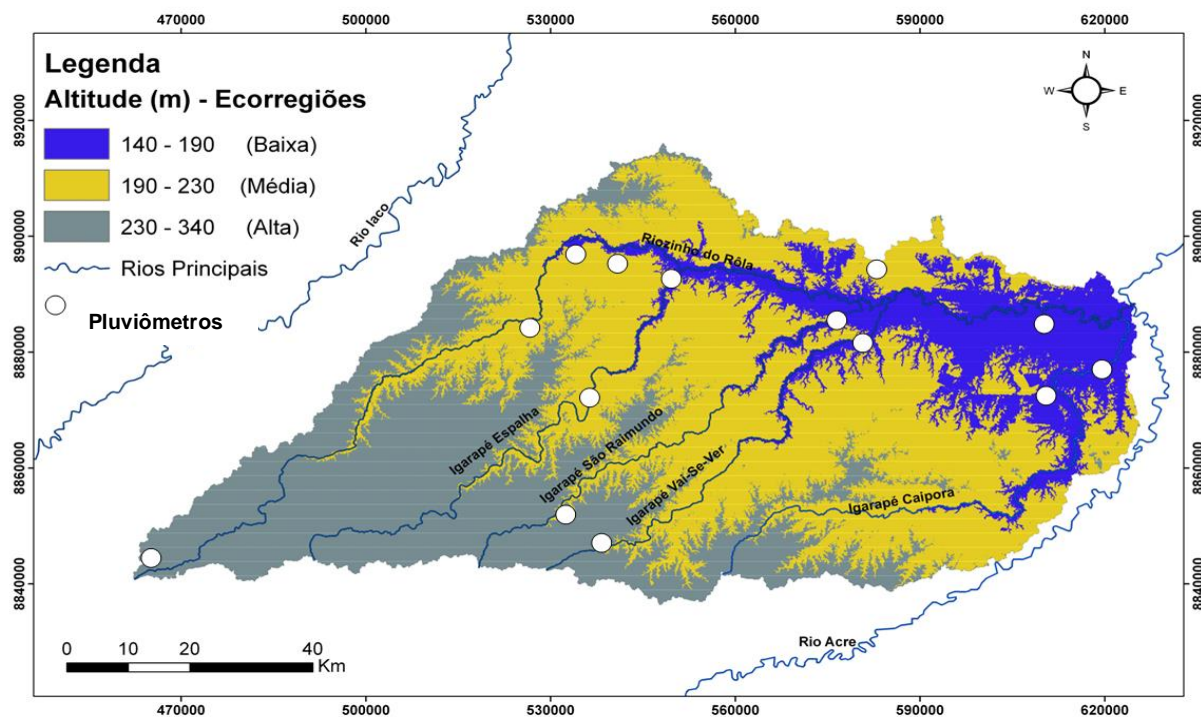 470000 500000 530000 560000 590000 620000
Legenda
Altitude (m) - Ecorregiões
140 - 190 (Baixa)
190 - 230 (Média)
230 - 340 (Alta)
Rios Principais
Pluviômetros
N
W E
S
8920000 8920000
8900000 8900000
8880000 8880000
8860000 8860000
8840000 8840000
Rio Iaco
Riozinho do Rôla
Igarapé Espalha
Igarapé São Raimundo
Igarapé Vai-Se-Ver
Igarapé Caipora
Rio Acre
0 10 20 40
Km
470000 500000 530000 560000 590000 620000